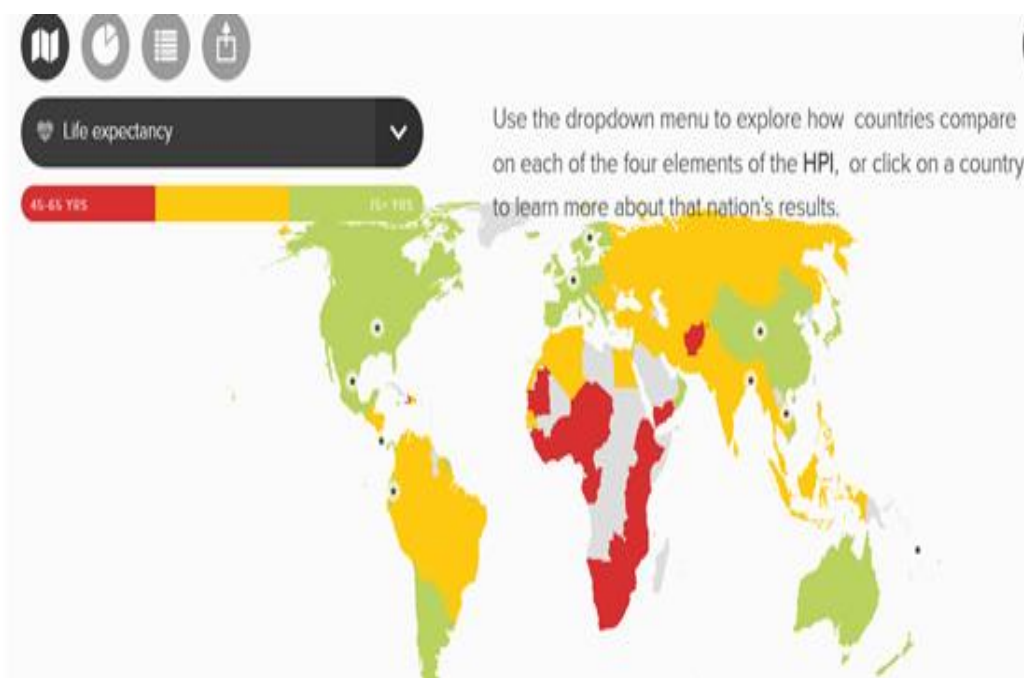 Life expectancy
Use the dropdown menu to explore how countries compare
on each of the four elements of the HPI, or click on a country
to learn more about that nation's results.
45-65 YRS
75+ YRS